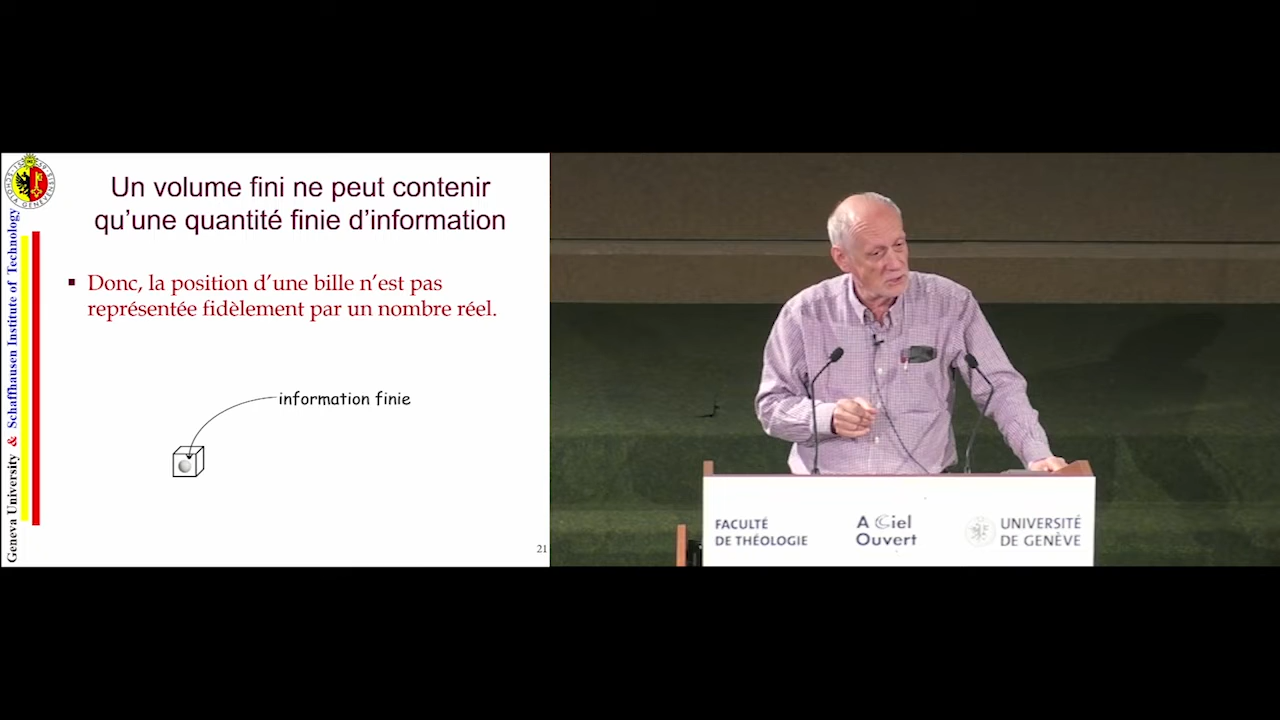 Un volume fini ne peut contenir
qu’une quantité finie d’information
▪ Donc, la position d’une bille n’est pas
représentée fidèlement par un nombre réel.
information finie
21
Geneva University & Schaffhausen Institute of Technology
FACULTÉ
DE THÉOLOGIE
A Ciel
Ouvert
UNIVERSITÉ
DE GENÈVE